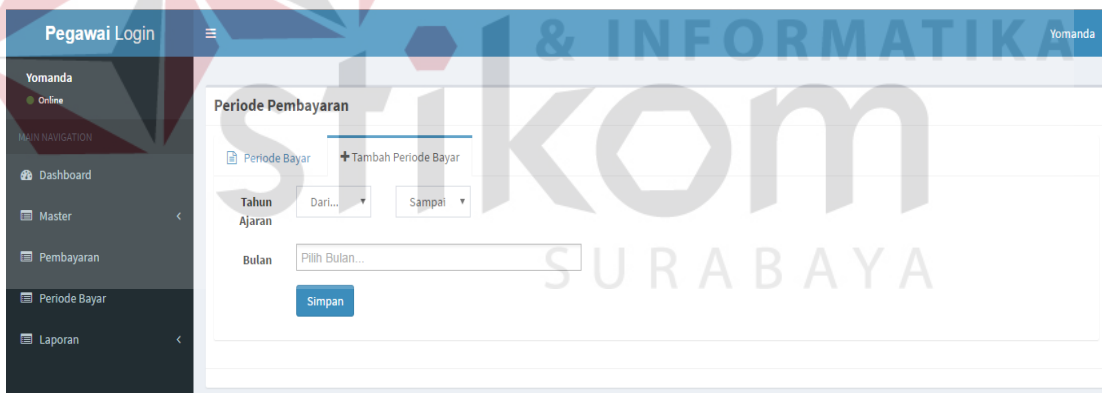 Pegawai Login
Yomanda
Yomanda
Online
MAIN NAVIGATION
Dashboard
Master
Pembayaran
Periode Bayar
Laporan
Periode Pembayaran
Periode Bayar
Tambah Periode Bayar
Tahun Ajaran
Dari...
Sampai
Bulan
Pilih Bulan...
Simpan
& INFORMATIKA
stikom
SURABAYA